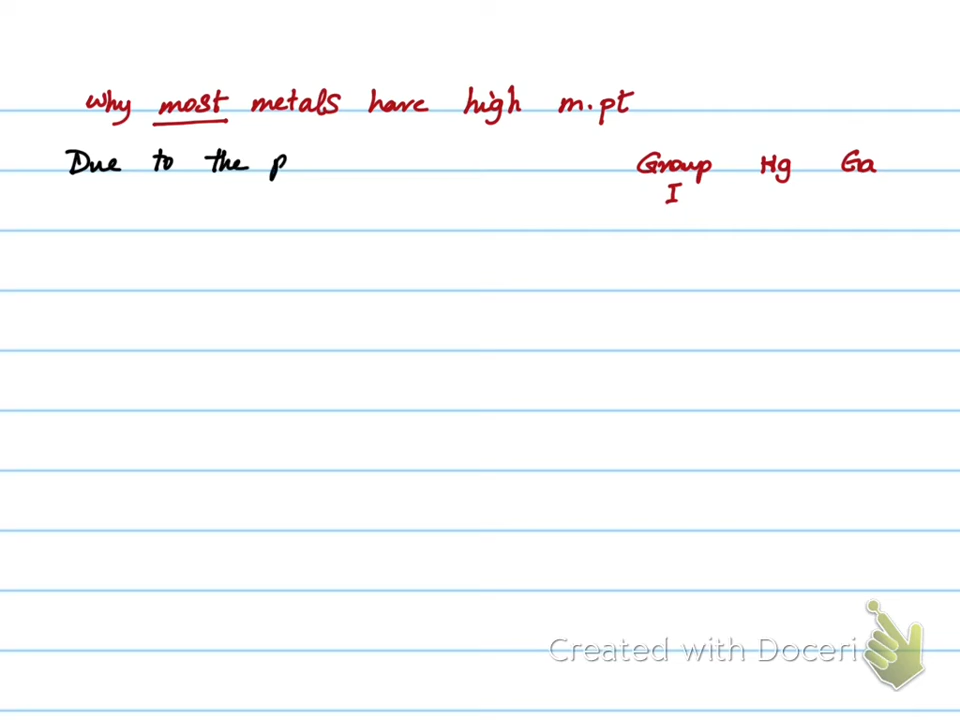 Why most metals have high m.pt
Due to the p
Group Hg Ga
I
Created with Doceri